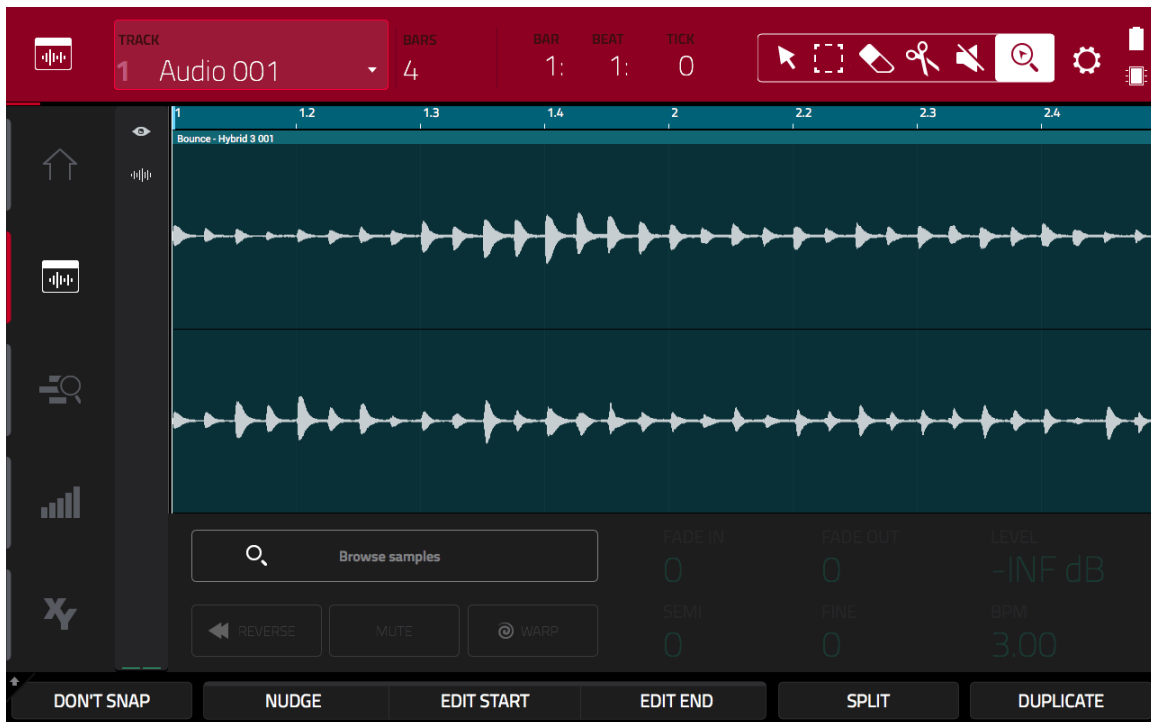 TRACK BARS BAR BEAT TICK
1 Audio 001 4 1: 1: 0
1 1.2 1.3 1.4 2 2.2 2.3 2.4
Bounce - Hybrid 3 001
FADE IN FADE OUT LEVEL
Browse samples
0 0 -INF dB
SEMI FINE BPM
REVERSE MUTE WARP
0 0 3.00
XY
DON'T SNAP NUDGE EDIT START EDIT END SPLIT DUPLICATE